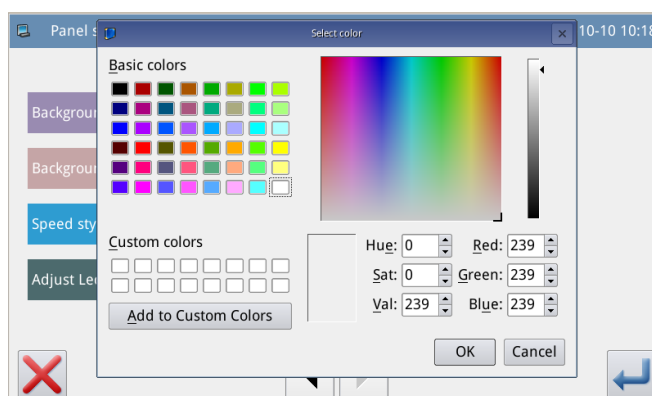 Panel s
Select color
10-10 10:18
Basic colors
Backgrour
Backgrour
Speed sty
Adjust Lee
Custom colors
Add to Custom Colors
Hue: 0
Red: 239
Sat: 0
Green: 239
Val: 239
Blue: 239
OK
Cancel